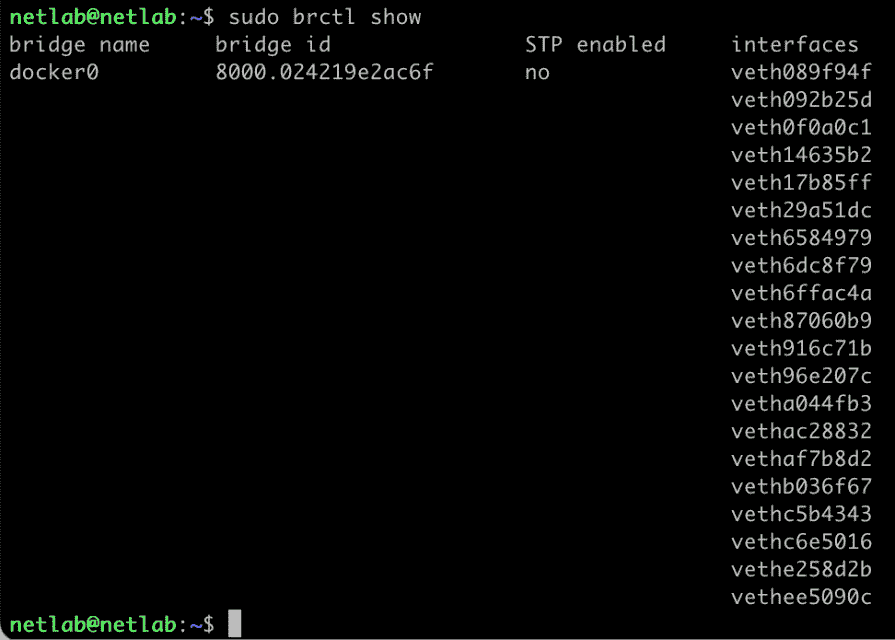 netlab@netlab:~$ sudo brctl show
bridge name bridge id STP enabled interfaces
docker0 8000.024219e2ac6f no veth089f94f
veth092b25d
veth0f0a0c1
veth14635b2
veth17b85ff
veth29a51dc
veth6584979
veth6dc8f79
veth6ffac4a
veth87060b9
veth916c71b
veth96e207c
vetha044fb3
vethac28832
vethaf7b8d2
vethb036f67
vethc5b4343
vethc6e5016
vethe258d2b
vethee5090c
netlab@netlab:~$